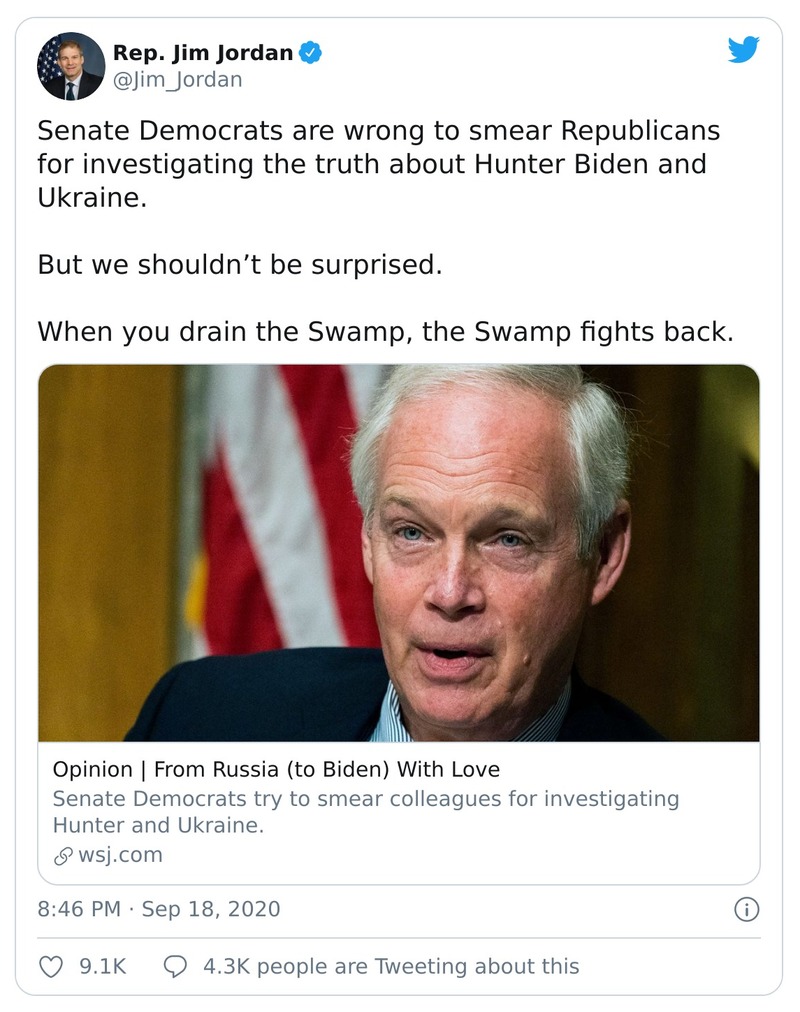 Rep. Jim Jordan
@Jim_Jordan
Senate Democrats are wrong to smear Republicans
for investigating the truth about Hunter Biden and
Ukraine.
But we shouldn’t be surprised.
When you drain the Swamp, the Swamp fights back.
Opinion | From Russia (to Biden) With Love
Senate Democrats try to smear colleagues for investigating
Hunter and Ukraine.
wsj.com
8:46 PM · Sep 18, 2020
9.1K 4.3K people are Tweeting about this